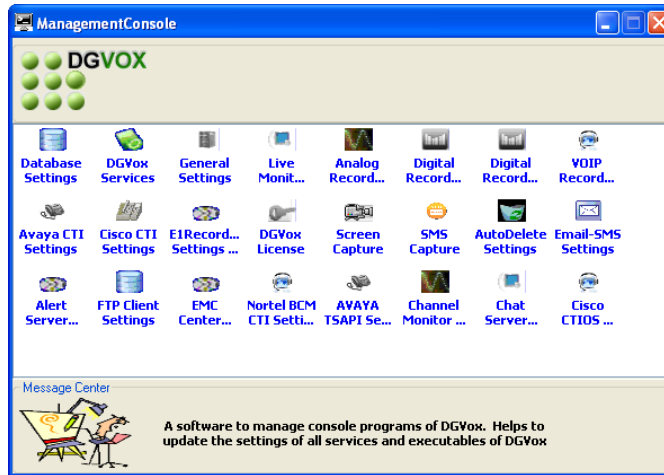 ManagementConsole
DGVOX
Database Settings
DGVox Services
General Settings
Live Monit...
Analog Record...
Digital Record...
Digital Record...
VOIP Record...
Avaya CTI Settings
Cisco CTI Settings
E1Record... Settings ...
DGVox License
Screen Capture
SMS Capture
AutoDelete Settings
Email-SMS Settings
Alert Server...
FTP Client Settings
EMC Center...
Nortel BCM CTI Setti...
AVAYA TSAPI Se...
Channel Monitor ...
Chat Server...
Cisco CTIOS ...
Message Center
A software to manage console programs of DGVox. Helps to
update the settings of all services and executables of DGVox